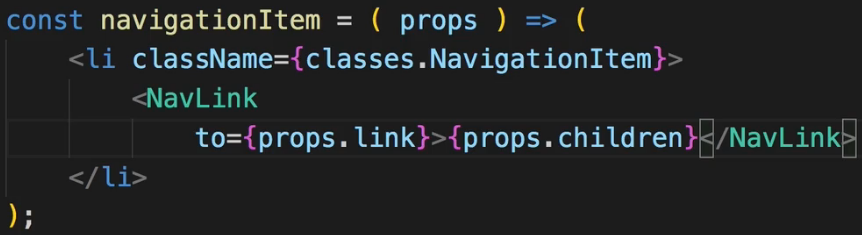 const navigationItem = ( props ) => (
<li className={classes.NavigationItem}>
<NavLink
to={props.link}>{props.children}</NavLink>
</li>
);